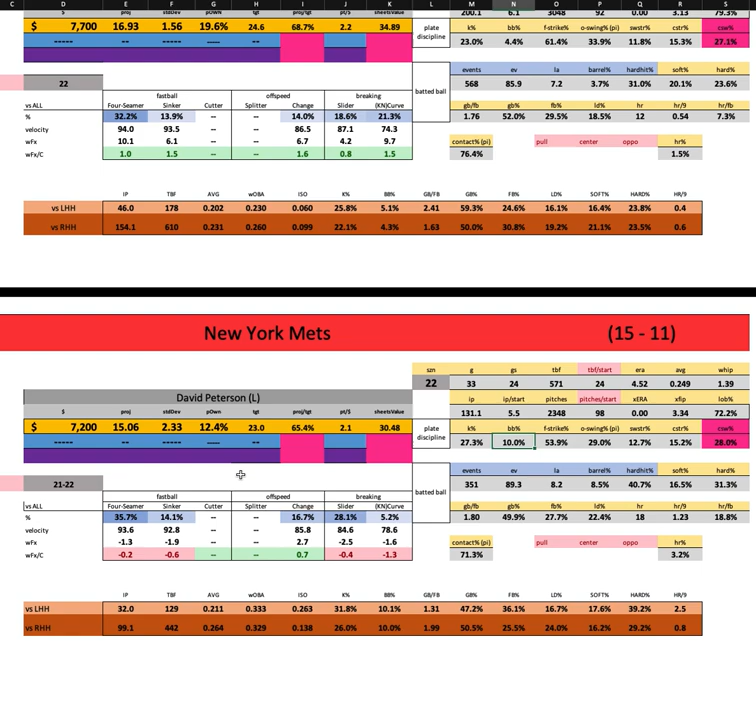 C D E F G H I J K L M N O P Q R S
$ proj stdDev pOwn tgt proj/tgt pt/$ sheetsValue 200.1 6.1 3048 92 0.00 3.13 79.3%
$ 7,700 16.93 1.56 19.6% 24.6 68.7% 2.2 34.89 plate discipline k% bb% f-strike% o-swing% (pi) swstr% cstr% csw%
----- -- ---- -- ----- 23.0% 4.4% 61.4% 33.9% 11.8% 15.3% 27.1%
events ev la barrel% hardhit% soft% hard%
22 batted ball 568 85.9 7.2 3.7% 31.0% 20.1% 23.6%
fastball offspeed breaking
vs ALL Four-Seamer Sinker Cutter Splitter Change Slider (KN)Curve gb/fb gb% fb% ld% hr hr/9 hr/fb
% 32.2% 13.9% -- -- 14.0% 18.6% 21.3% 1.76 52.0% 29.5% 18.5% 12 0.54 7.3%
velocity 94.0 93.5 -- -- 86.5 87.1 74.3
wFx 10.1 6.1 -- -- 6.7 4.2 9.7 contact% (pi) pull center oppo hr%
wFx/C 1.0 1.5 -- -- 1.6 0.8 1.5 76.4% 1.5%
IP TBF AVG wOBA ISO K% BB% GB/FB GB% FB% LD% SOFT% HARD% HR/9
vs LHH 46.0 178 0.202 0.230 0.060 25.8% 5.1% 2.41 59.3% 24.6% 16.1% 16.4% 23.8% 0.4
vs RHH 154.1 610 0.231 0.260 0.099 22.1% 4.3% 1.63 50.0% 30.8% 19.2% 21.1% 23.5% 0.6
New York Mets (15 - 11)
szn g gs tbf tbf/start era avg whip
22 33 24 571 24 4.52 0.249 1.39
David Peterson (L) ip ip/start pitches pitches/start xERA xfip lob%
$ proj stdDev pOwn tgt proj/tgt pt/$ sheetsValue 131.1 5.5 2348 98 0.00 3.34 72.2%
$ 7,200 15.06 2.33 12.4% 23.0 65.4% 2.1 30.48 plate discipline k% bb% f-strike% o-swing% (pi) swstr% cstr% csw%
----- -- ---- -- ----- 27.3% 10.0% 53.9% 29.0% 12.7% 15.2% 28.0%
events ev la barrel% hardhit% soft% hard%
21-22 batted ball 351 89.3 8.2 8.5% 40.7% 16.5% 31.3%
fastball offspeed breaking
vs ALL Four-Seamer Sinker Cutter Splitter Change Slider (KN)Curve gb/fb gb% fb% ld% hr hr/9 hr/fb
% 35.7% 14.1% -- -- 16.7% 28.1% 5.2% 1.80 49.9% 27.7% 22.4% 18 1.23 18.8%
velocity 93.6 92.8 -- -- 85.8 84.6 78.6
wFx -1.3 -1.9 -- -- 2.7 -2.5 -1.6 contact% (pi) pull center oppo hr%
wFx/C -0.2 -0.6 -- -- 0.7 -0.4 -1.3 71.3% 3.2%
IP TBF AVG wOBA ISO K% BB% GB/FB GB% FB% LD% SOFT% HARD% HR/9
vs LHH 32.0 129 0.211 0.333 0.263 31.8% 10.1% 1.31 47.2% 36.1% 16.7% 17.6% 39.2% 2.5
vs RHH 99.1 442 0.264 0.329 0.138 26.0% 10.0% 1.99 50.5% 25.5% 24.0% 16.2% 29.2% 0.8